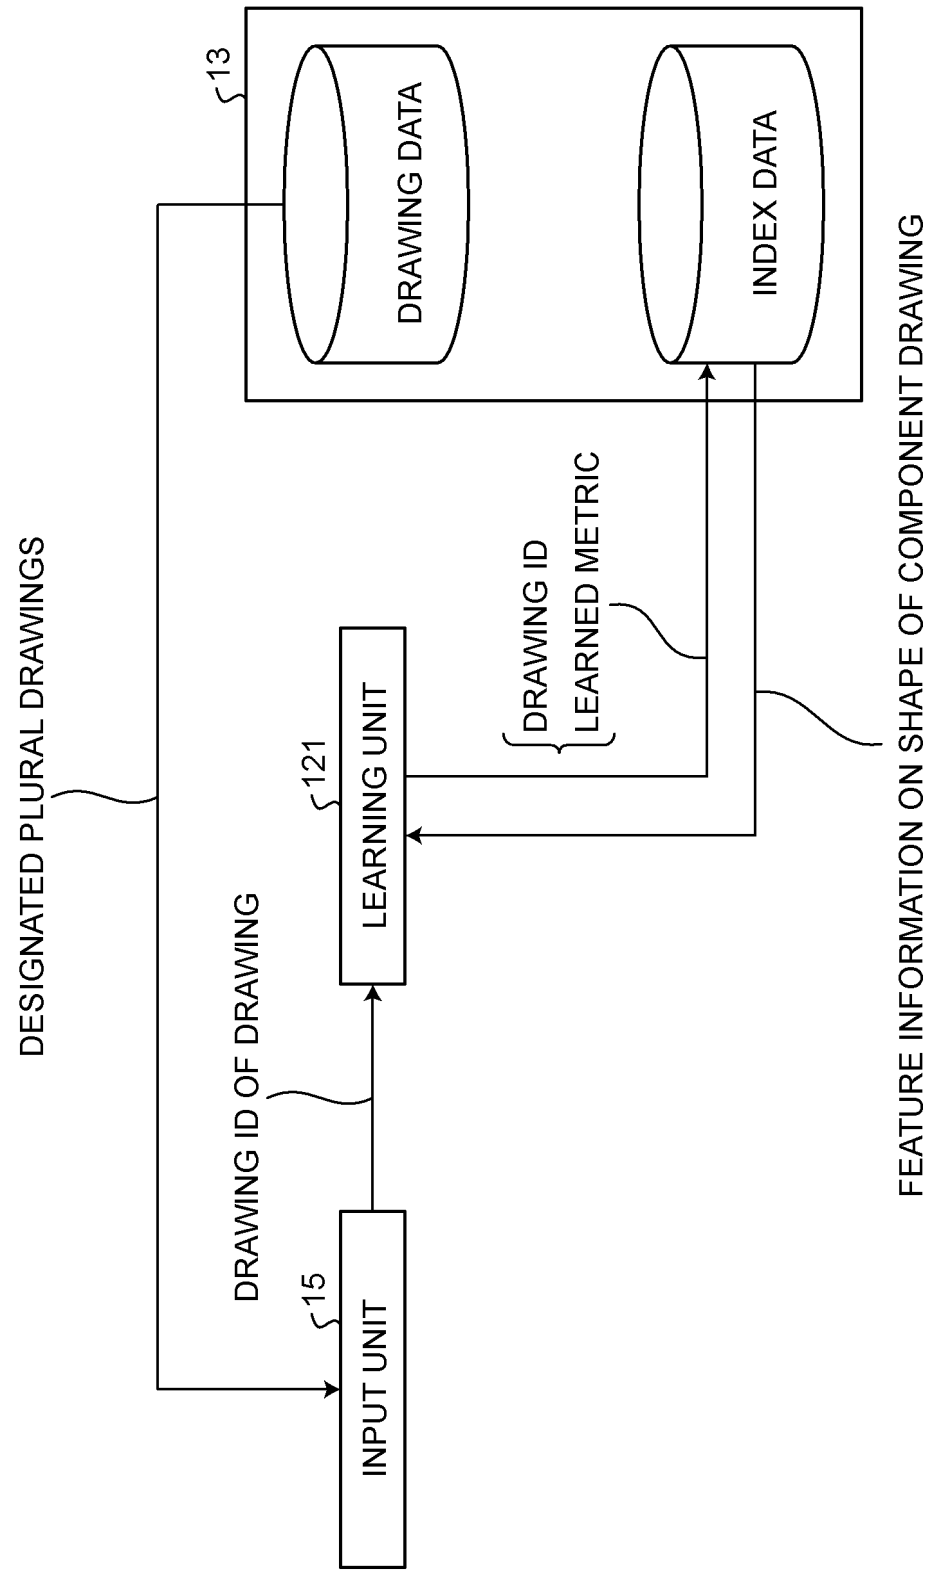 DESIGNATED PLURAL DRAWINGS
13
DRAWING DATA
DRAWING ID OF DRAWING
15
INPUT UNIT
121
LEARNING UNIT
DRAWING ID
LEARNED METRIC
INDEX DATA
FEATURE INFORMATION ON SHAPE OF COMPONENT DRAWING